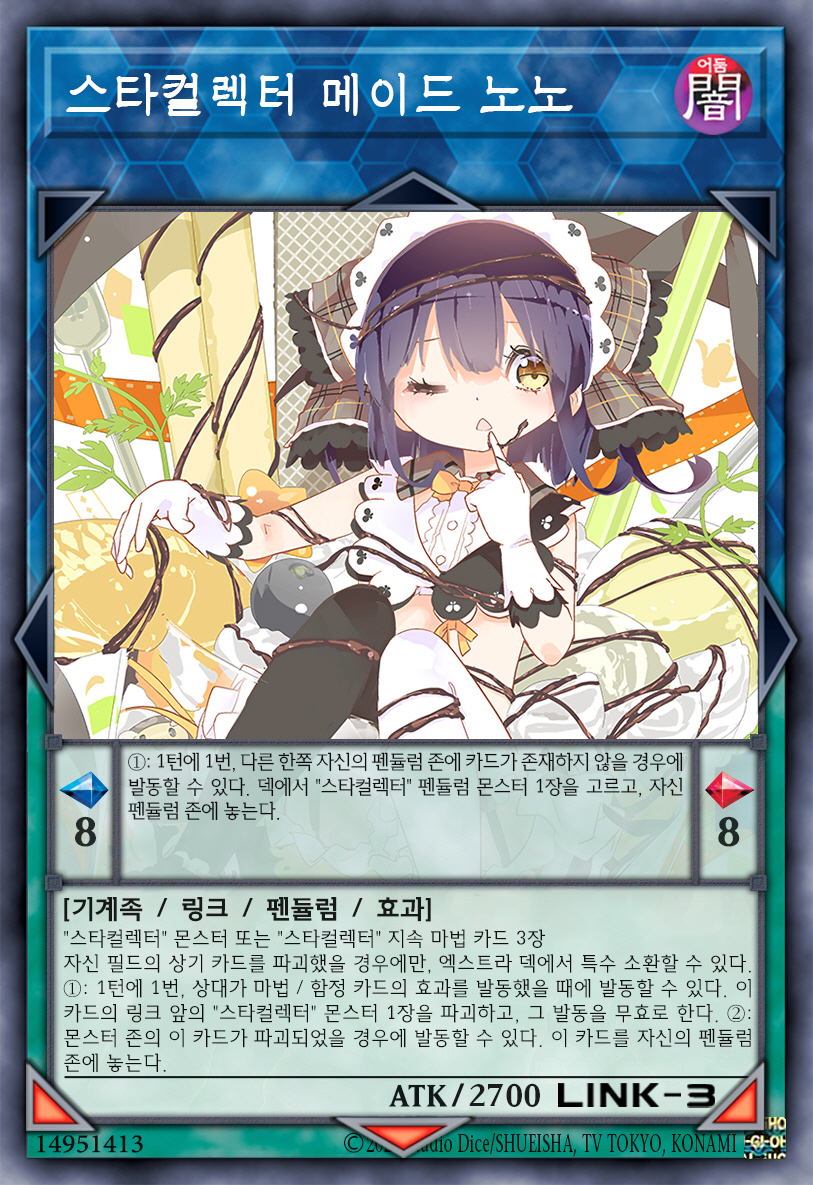 스타컬렉터 메이드 노노
어둠
闇
①: 1턴에 1번, 다른 한쪽 자신의 펜듈럼 존에 카드가 존재하지 않을 경우에
발동할 수 있다. 덱에서 "스타컬렉터" 펜듈럼 몬스터 1장을 고르고, 자신
펜듈럼 존에 놓는다.
8
8
[기계족 / 링크 / 펜듈럼 / 효과]
"스타컬렉터" 몬스터 또는 "스타컬렉터" 지속 마법 카드 3장
자신 필드의 상기 카드를 파괴했을 경우에만, 엑스트라 덱에서 특수 소환할 수 있다.
①: 1턴에 1번, 상대가 마법 / 함정 카드의 효과를 발동했을 때에 발동할 수 있다. 이
카드의 링크 앞의 "스타컬렉터" 몬스터 1장을 파괴하고, 그 발동을 무효로 한다. ②:
몬스터 존의 이 카드가 파괴되었을 경우에 발동할 수 있다. 이 카드를 자신의 펜듈럼
존에 놓는다.
ATK/2700 LINK-3
14951413
Dice/SHUEISHA, TV TOKYO, KONAMI